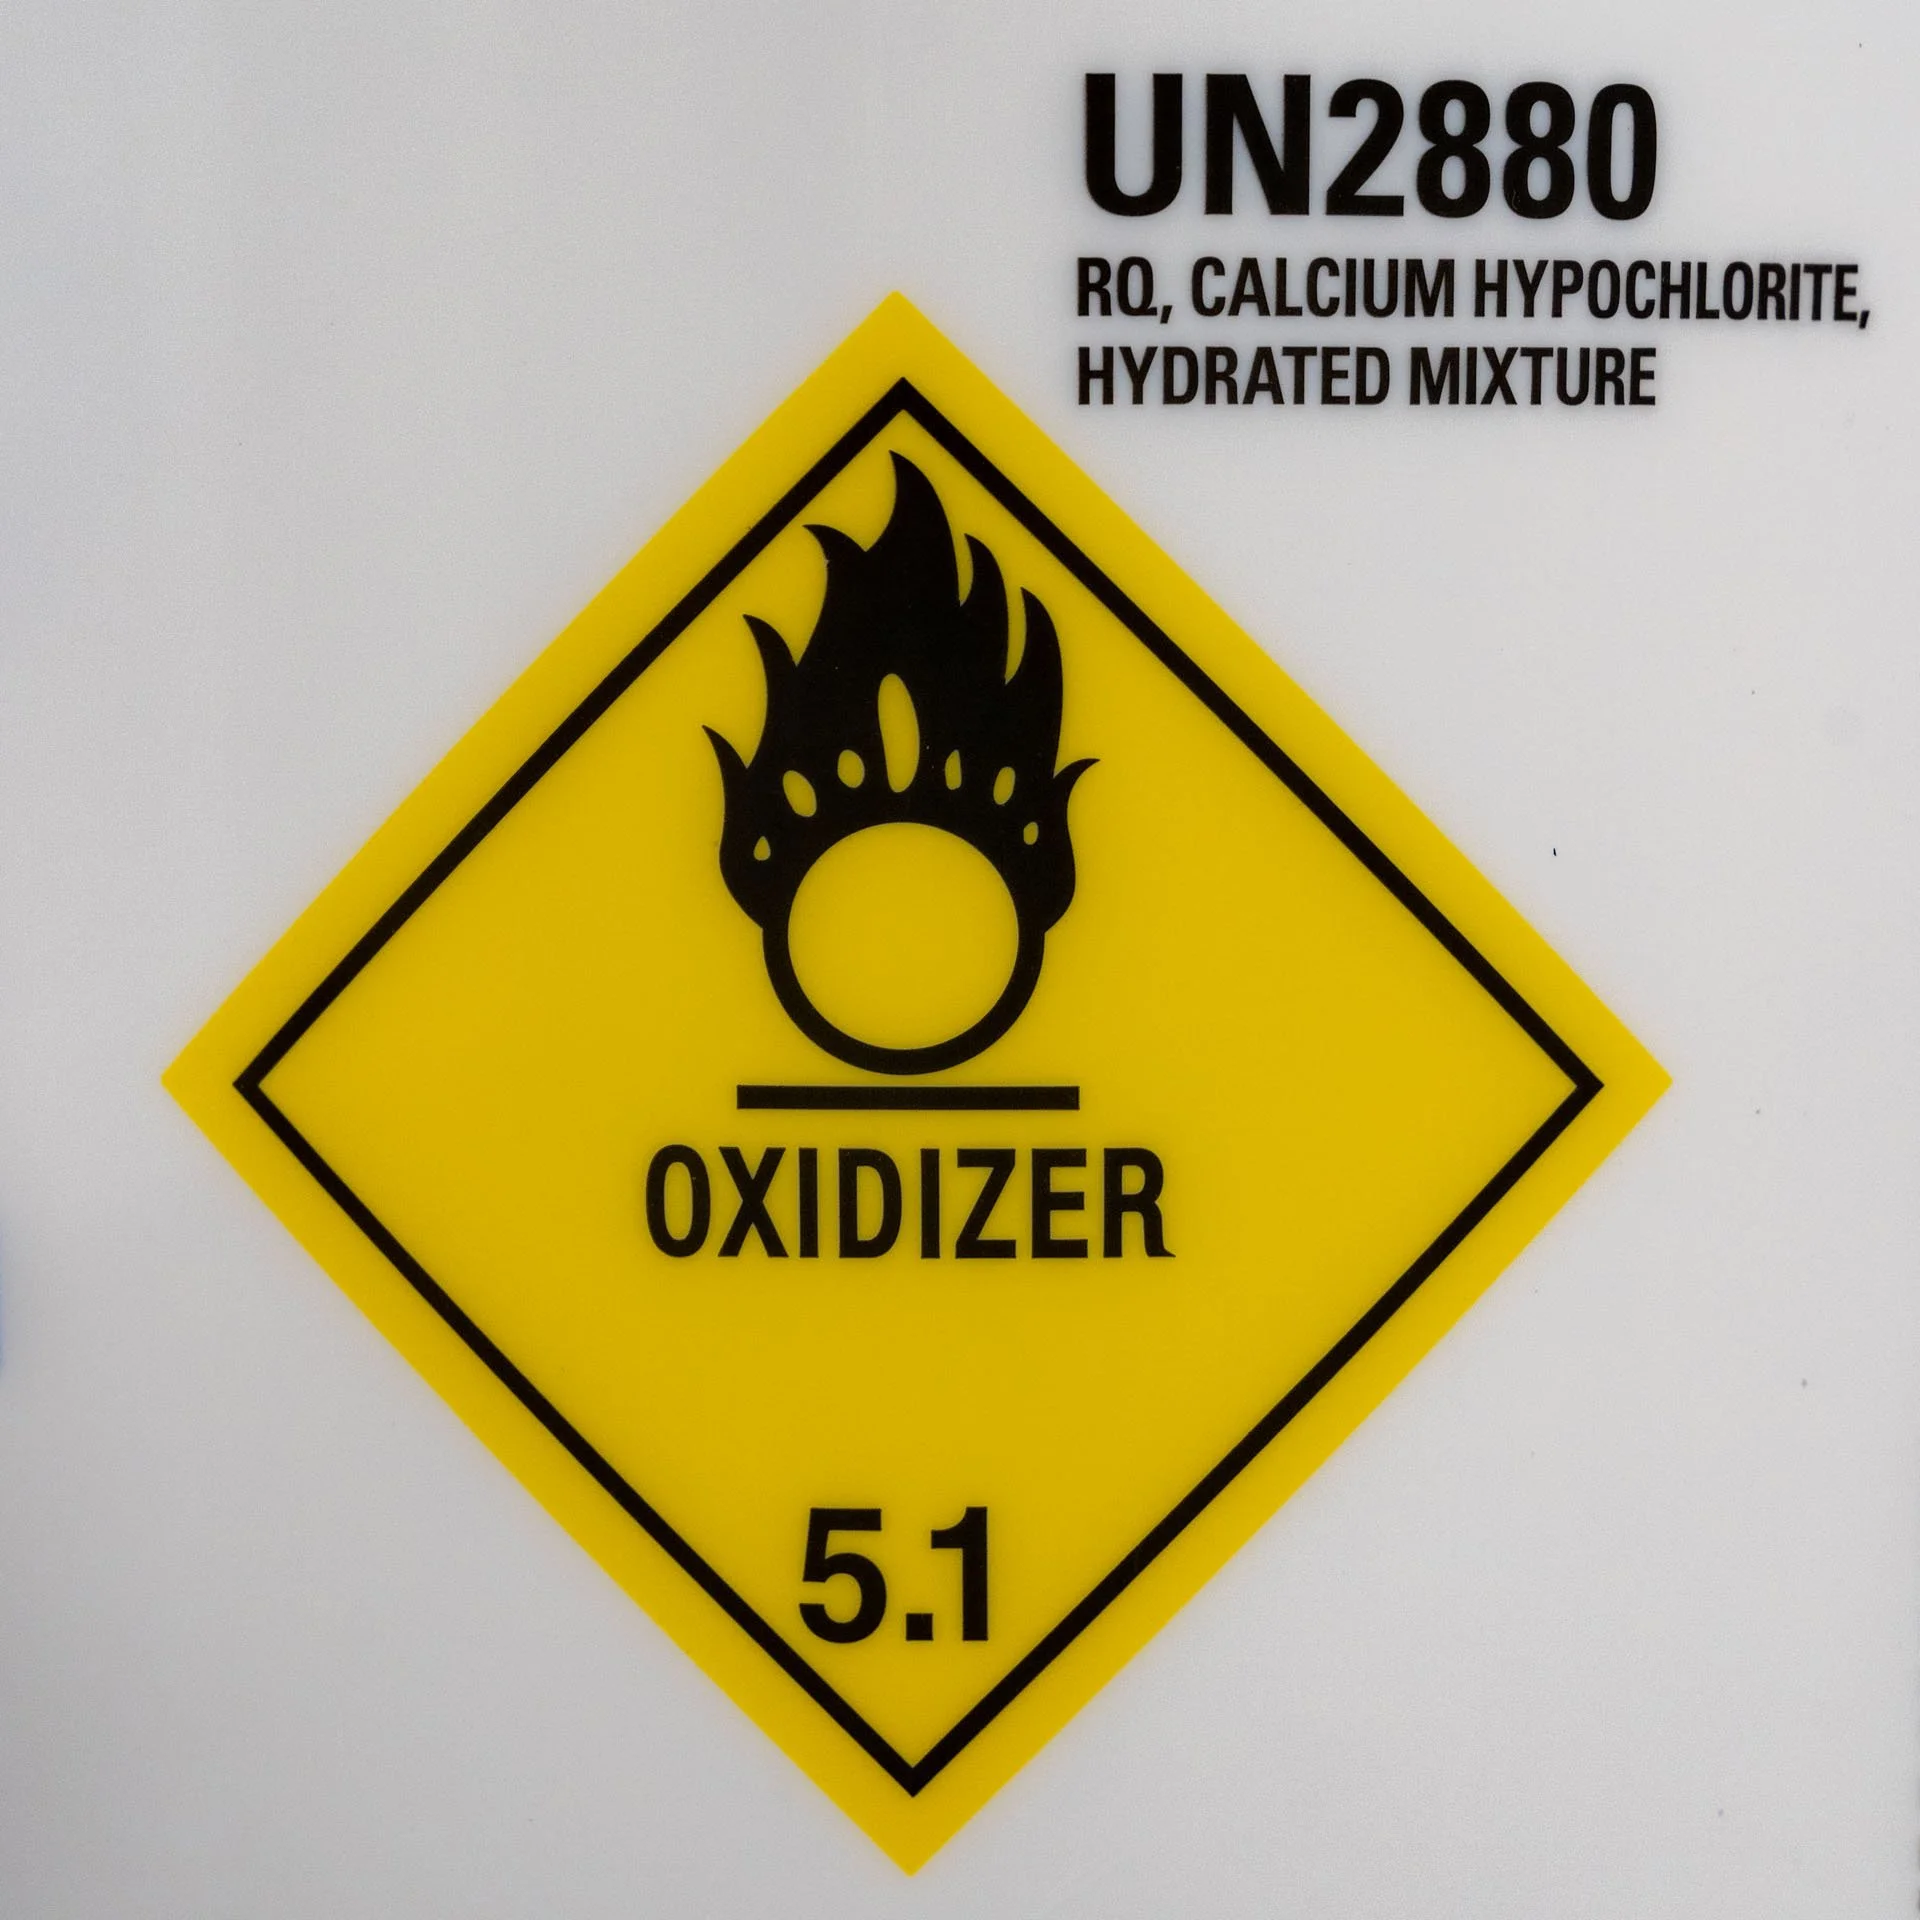 UN2880
RQ, CALCIUM HYPOCHLORITE,
HYDRATED MIXTURE
OXIDIZER
5.1